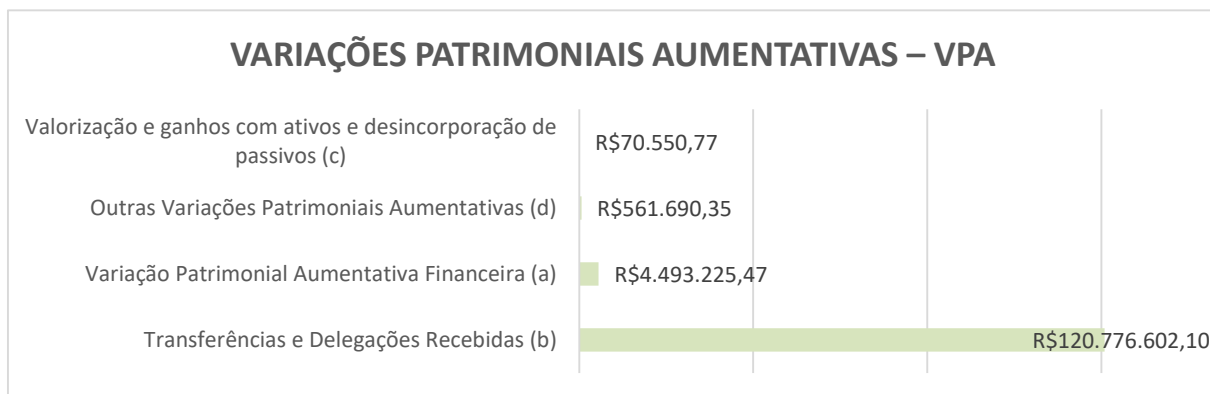 VARIAÇÕES PATRIMONIAIS AUMENTATIVAS – VPA
Valorização e ganhos com ativos e desincorporação de
passivos (c)
R$70.550,77
Outras Variações Patrimoniais Aumentativas (d)
R$561.690,35
Variação Patrimonial Aumentativa Financeira (a)
R$4.493.225,47
Transferências e Delegações Recebidas (b)
R$120.776.602,10